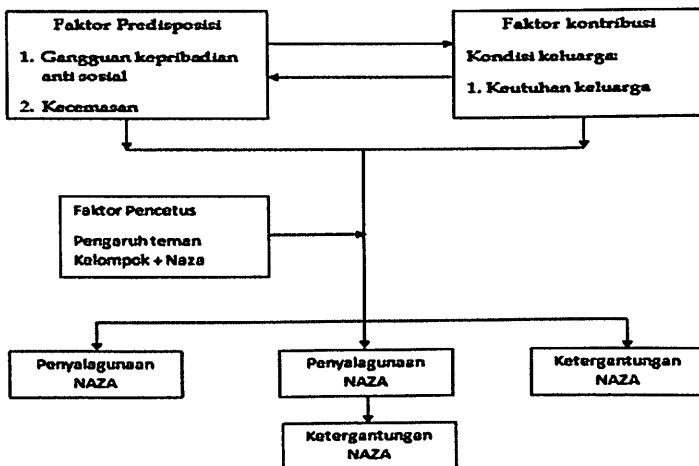 Faktor Predisposisi
1. Gangguan kepribadian
anti sosial
2. Kecemasan
Faktor kontribusi
Kondisi keluarga:
1. Keutuhan keluarga
Faktor Pencetus
Pengaruh teman
Kelompok + Naza
Penyalagunaan
NAZA
Penyalagunaan
NAZA
Ketergantungan
NAZA
Ketergantungan
NAZA